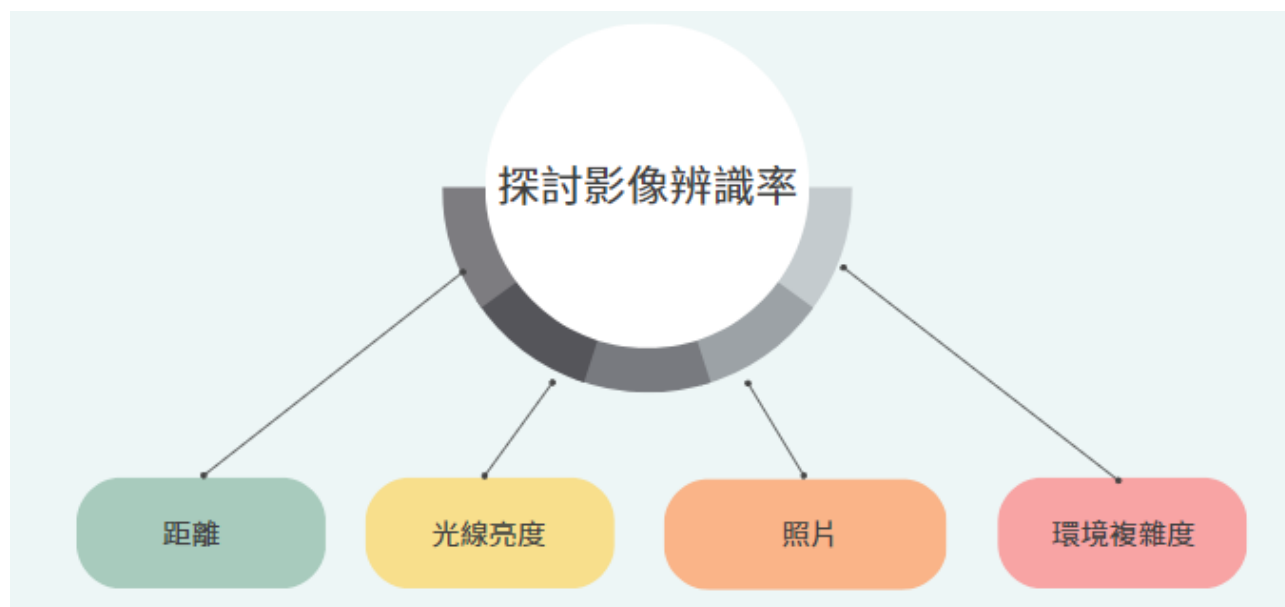 探討影像辨識率
距離
光線亮度
照片
環境複雜度